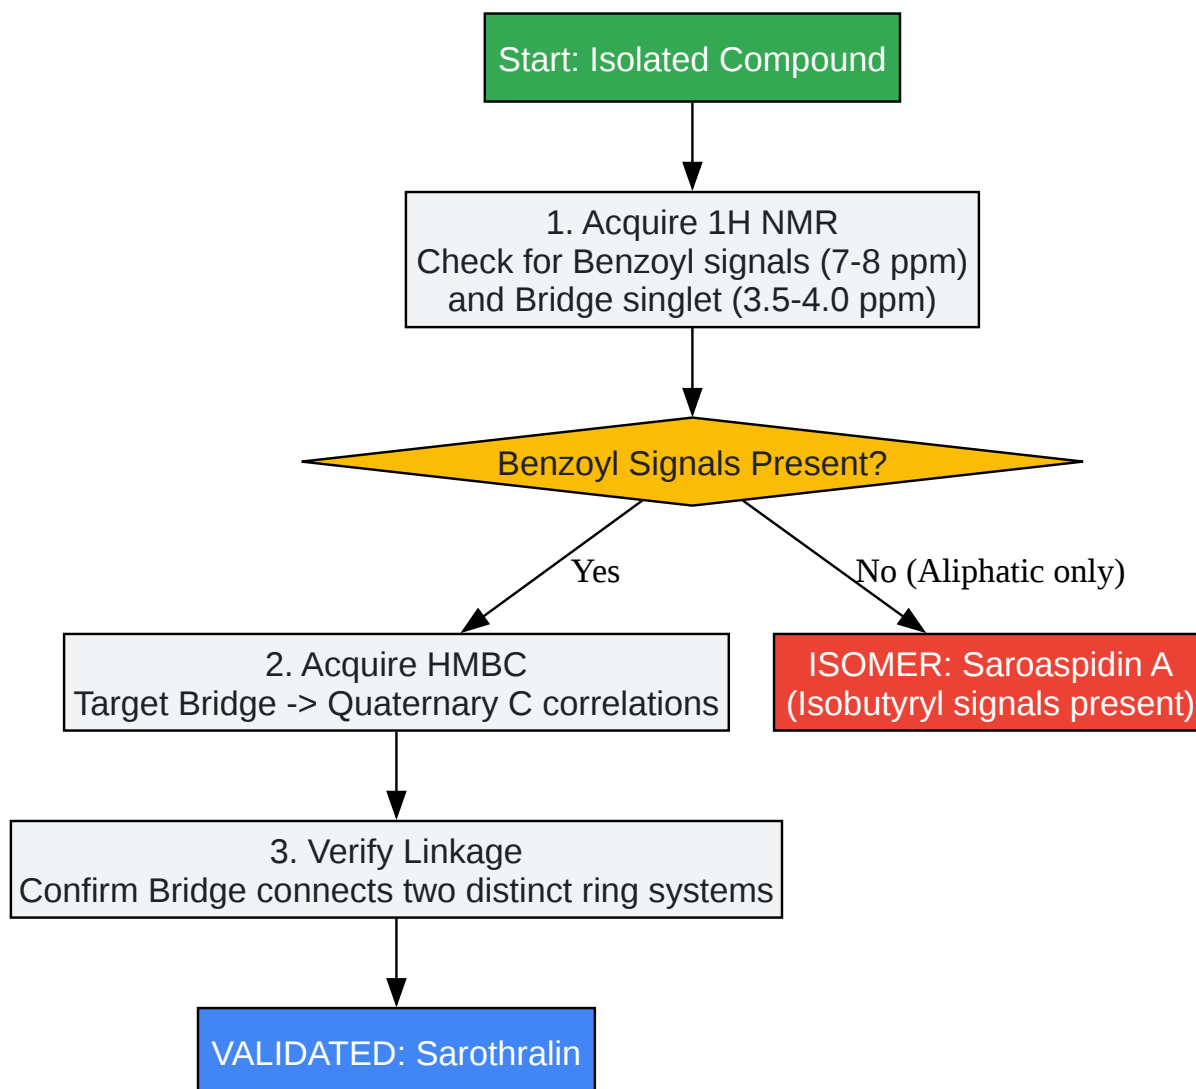 Start: Isolated Compound
1. Acquire 1H NMR
Check for Benzoyl signals (7-8 ppm)
and Bridge singlet (3.5-4.0 ppm)
Benzoyl Signals Present?
Yes
No (Aliphatic only)
2. Acquire HMBC
Target Bridge -> Quaternary C correlations
ISOMER: Saroaspidin A
(Isobutyryl signals present)
3. Verify Linkage
Confirm Bridge connects two distinct ring systems
VALIDATED: Sarothralin